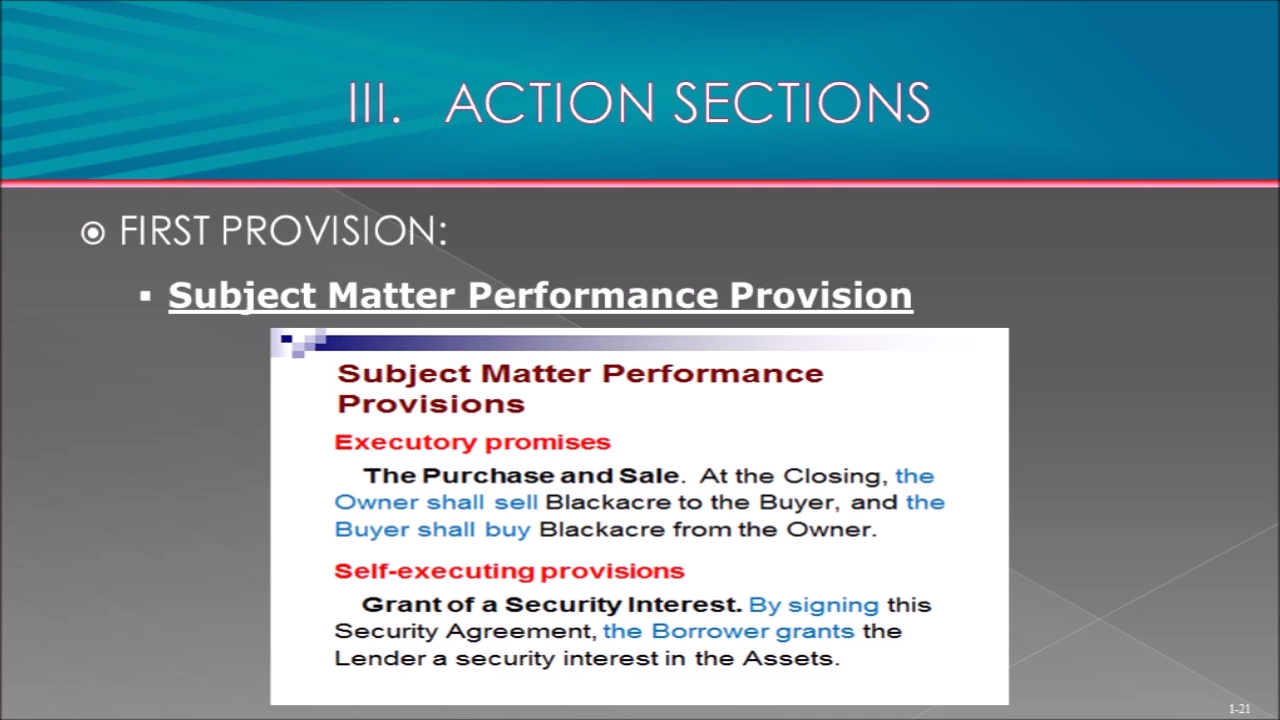 III. ACTION SECTIONS
FIRST PROVISION:
Subject Matter Performance Provision
Subject Matter Performance
Provisions
Executory promises
The Purchase and Sale. At the Closing, the
Owner shall sell Blackacre to the Buyer, and the
Buyer shall buy Blackacre from the Owner.
Self-executing provisions
Grant of a Security Interest. By signing this
Security Agreement, the Borrower grants the
Lender a security interest in the Assets.
1-21